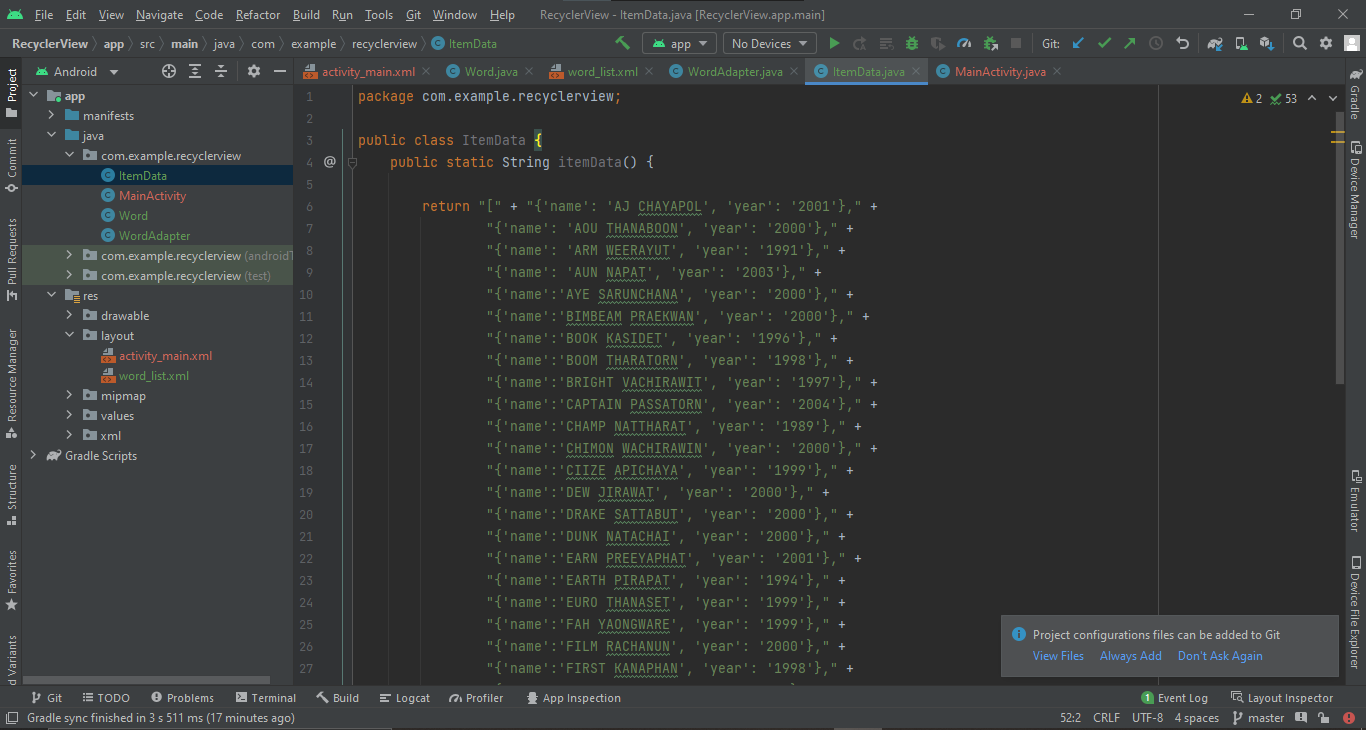 File Edit View Navigate Code Refactor Build Run Tools Git Window Help RecyclerView - ItemData.java [RecyclerView.app.main]
RecyclerView app src main java com example recyclerview ItemData app No Devices Git:
Android
activity_main.xml Word.java word_list.xml WordAdapter.java ItemData.java MainActivity.java
Project
Commit
Pull Requests
Resource Manager
Structure
Favorites
d Variants
app
manifests
java
com.example.recyclerview
ItemData
MainActivity
Word
WordAdapter
com.example.recyclerview (androidT
com.example.recyclerview (test)
res
drawable
layout
activity_main.xml
word_list.xml
mipmap
values
xml
Gradle Scripts
2 53
1 package com.example.recyclerview;
2
3 public class ItemData {
4 @ public static String itemData() {
5
6 return "[" + "{'name': 'AJ CHAYAPOL', 'year': '2001'}," +
7 "{'name': 'AOU THANABOON', 'year': '2000'}," +
8 "{'name': 'ARM WEERAYUT', 'year': '1991'}," +
9 "{'name': 'AUN NAPAT', 'year': '2003'}," +
10 "{'name':'AYE SARUNCHANA', 'year': '2000'}," +
11 "{'name':'BIMBEAM PRAEKWAN', 'year': '2000'}," +
12 "{'name':'BOOK KASIDET', 'year': '1996'}," +
13 "{'name':'BOOM THARATORN', 'year': '1998'}," +
14 "{'name':'BRIGHT VACHIRAWIT', 'year': '1997'}," +
15 "{'name':'CAPTAIN PASSATORN', 'year': '2004'}," +
16 "{'name':'CHAMP NATTHARAT', 'year': '1989'}," +
17 "{'name':'CHIMON WACHIRAWIN', 'year': '2000'}," +
18 "{'name':'CIIZE APICHAYA', 'year': '1999'}," +
19 "{'name':'DEW JIRAWAT', 'year': '2000'}," +
20 "{'name':'DRAKE SATTABUT', 'year': '2000'}," +
21 "{'name':'DUNK NATACHAI', 'year': '2000'}," +
22 "{'name':'EARN PREEYAPHAT', 'year': '2001'}," +
23 "{'name':'EARTH PIRAPAT', 'year': '1994'}," +
24 "{'name':'EURO THANASET', 'year': '1999'}," +
25 "{'name':'FAH YAONGWARE', 'year': '1999'}," +
26 "{'name':'FILM RACHANUN', 'year': '2000'}," +
27 "{'name':'FIRST KANAPHAN', 'year': '1998'}," +
Gradle
Device Manager
Emulator
Device File Explorer
Project configurations files can be added to Git
View Files Always Add Don't Ask Again
Git TODO Problems Terminal Build Logcat Profiler App Inspection 1 Event Log Layout Inspector
Gradle sync finished in 3 s 511 ms (17 minutes ago) 52:2 CRLF UTF-8 4 spaces master